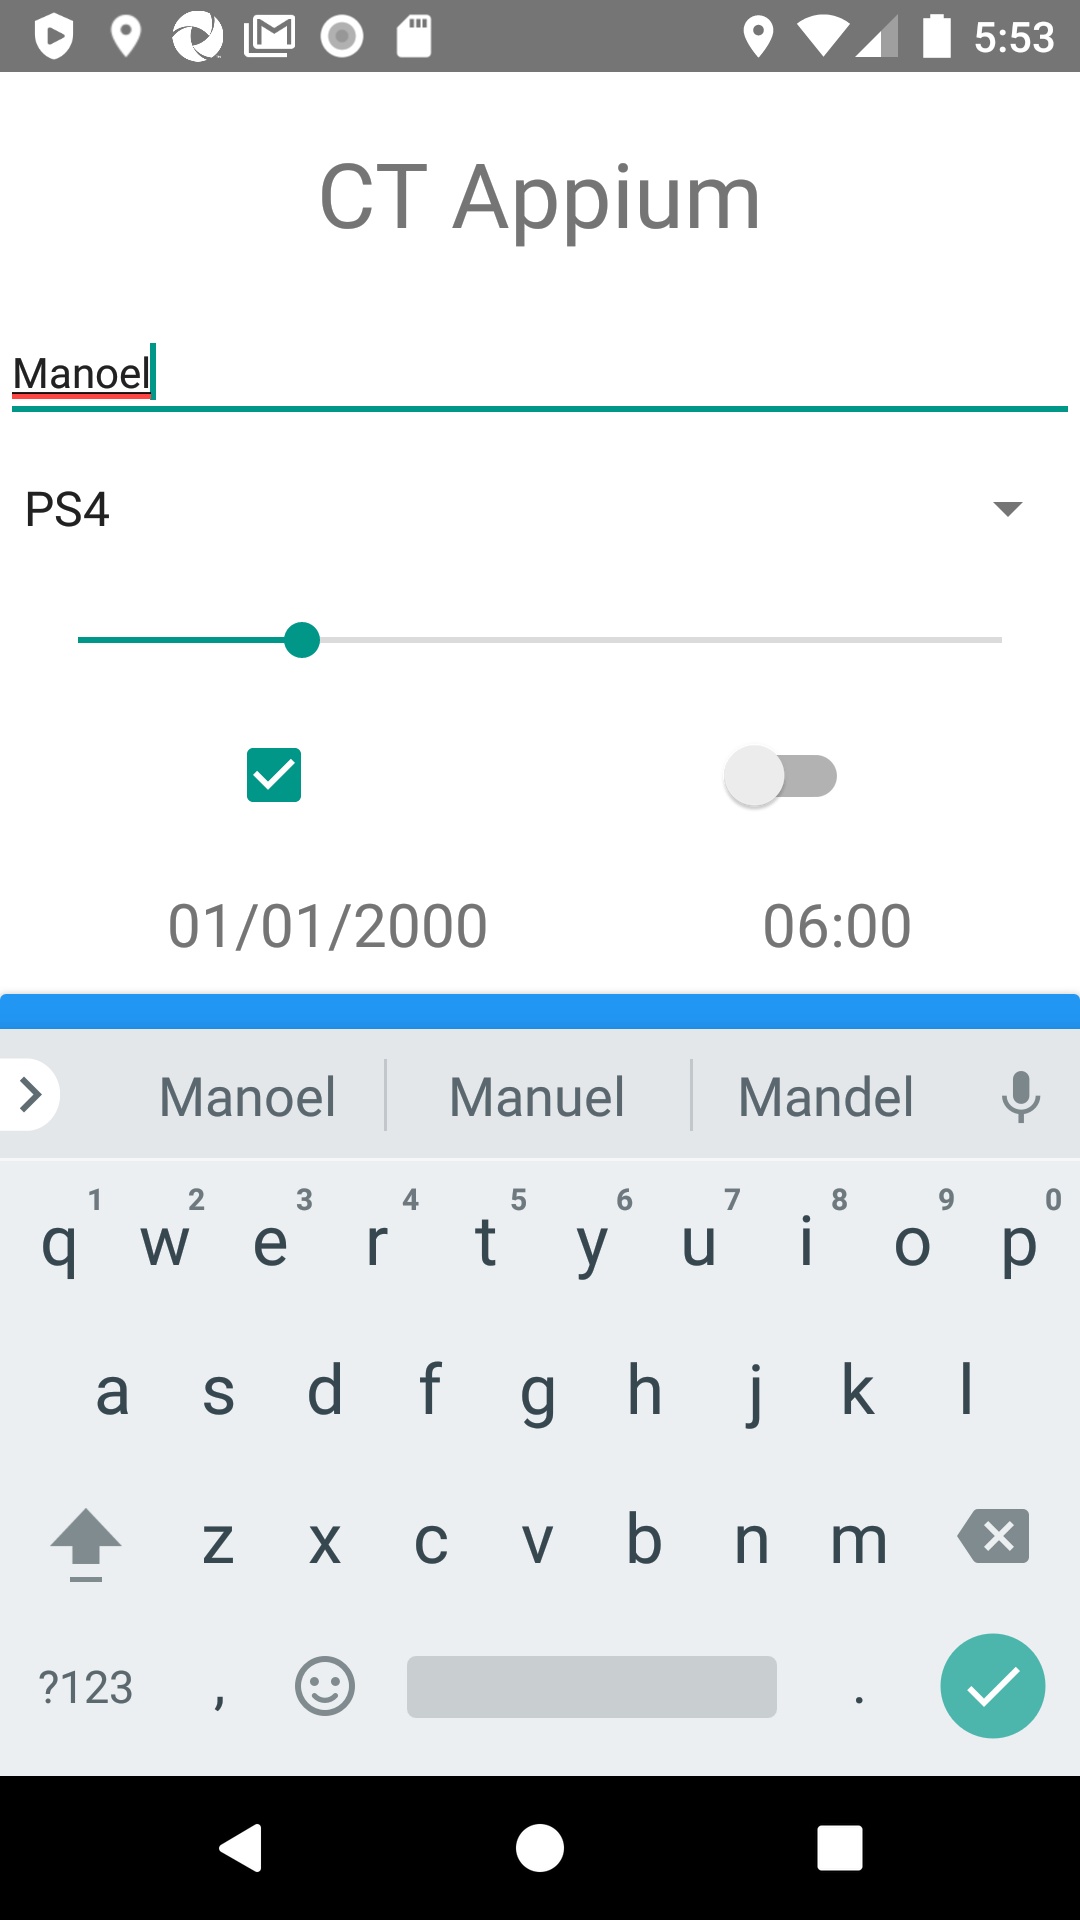 5:53
CT Appium
Manoel
PS4
01/01/2000 06:00
Manoel Manuel Mandel
1 2 3 4 5 6 7 8 9 0
q w e r t y u i o p
a s d f g h j k l
z x c v b n m
?123 , .